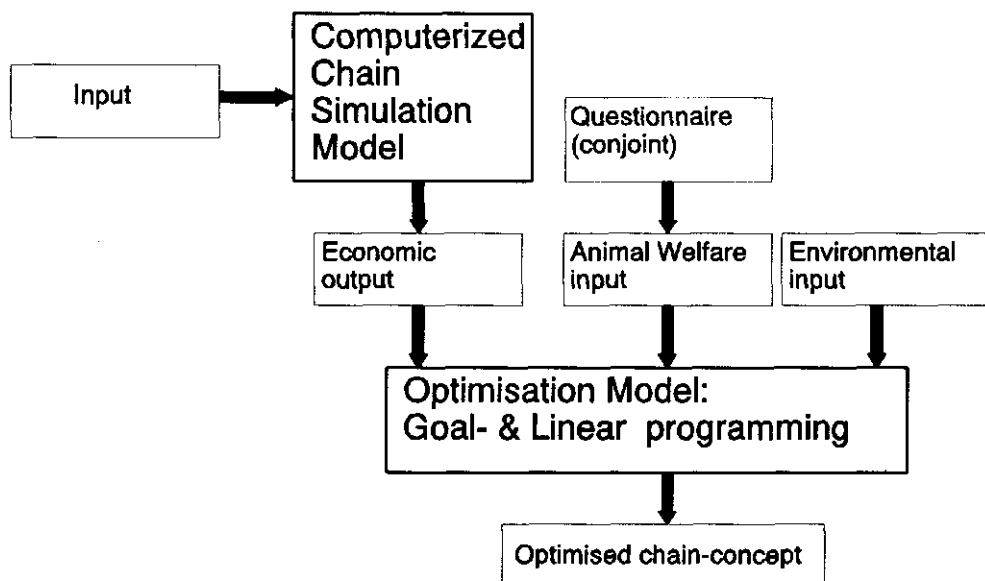 Input
Computerized
Chain
Simulation
Model
Questionnaire
(conjoint)
Economic
output
Animal Welfare
input
Environmental
input
Optimisation Model:
Goal- & Linear programming
Optimised chain-concept